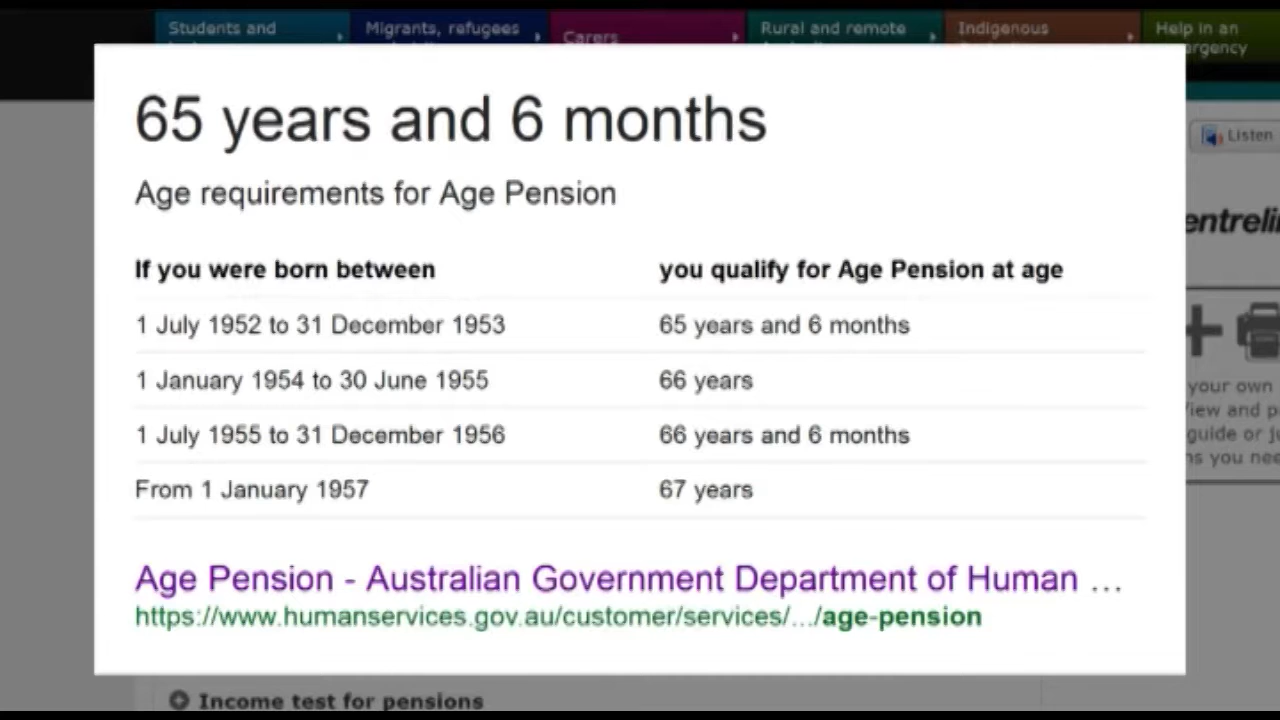 Students and
Migrants, refugees
Carers
Rural and remote
Indigenous
Help in an
65 years and 6 months
Listen
Age requirements for Age Pension
If you were born between you qualify for Age Pension at age
1 July 1952 to 31 December 1953 65 years and 6 months
1 January 1954 to 30 June 1955 66 years
your own
view and p
1 July 1955 to 31 December 1956 66 years and 6 months
guide or ju
From 1 January 1957 67 years
Age Pension - Australian Government Department of Human ...
https://www.humanservices.gov.au/customer/services/.../age-pension
Income test for pensions